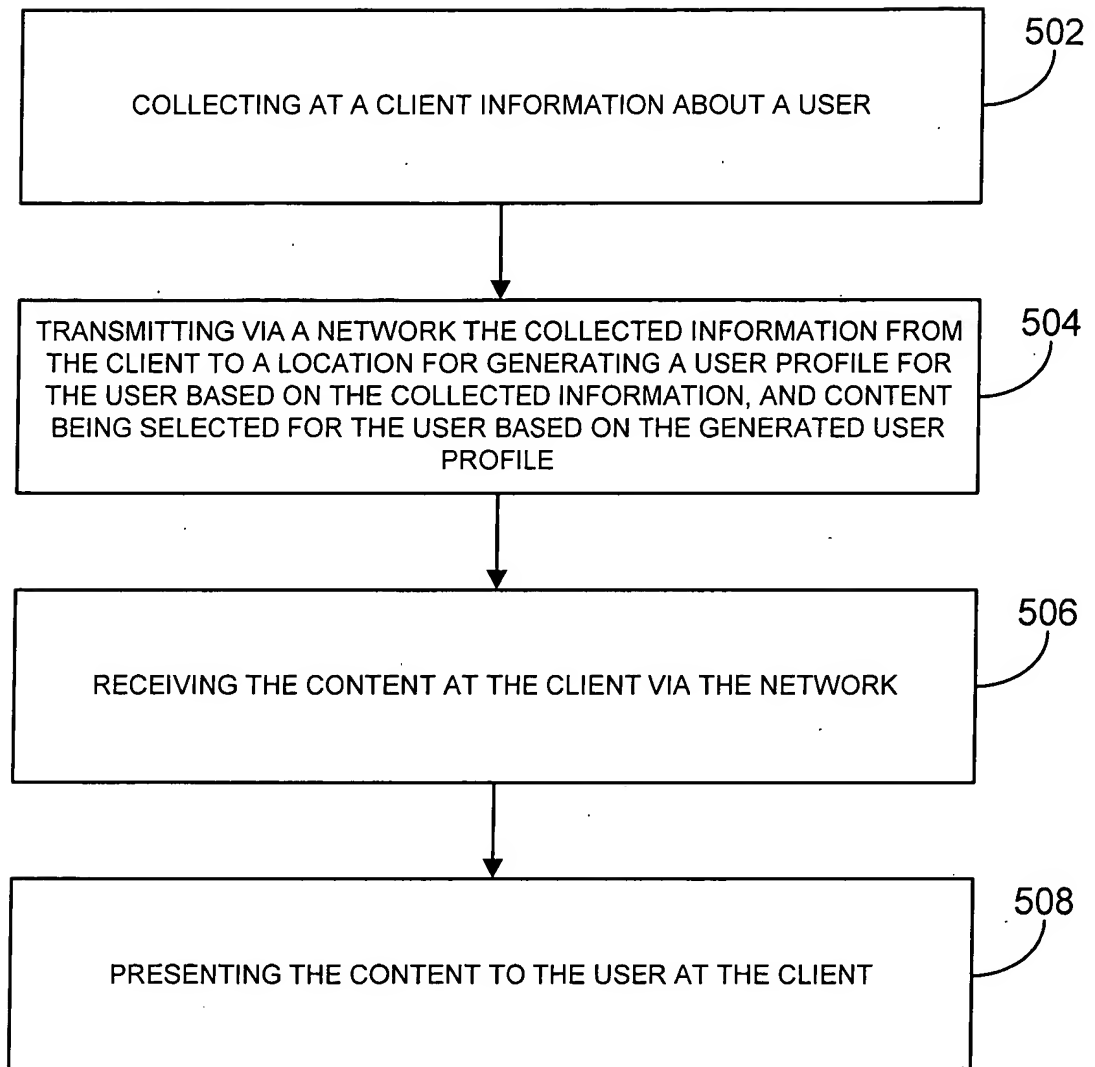 502
COLLECTING AT A CLIENT INFORMATION ABOUT A USER
504
TRANSMITTING VIA A NETWORK THE COLLECTED INFORMATION FROM
THE CLIENT TO A LOCATION FOR GENERATING A USER PROFILE FOR
THE USER BASED ON THE COLLECTED INFORMATION, AND CONTENT
BEING SELECTED FOR THE USER BASED ON THE GENERATED USER
PROFILE
506
RECEIVING THE CONTENT AT THE CLIENT VIA THE NETWORK
508
PRESENTING THE CONTENT TO THE USER AT THE CLIENT